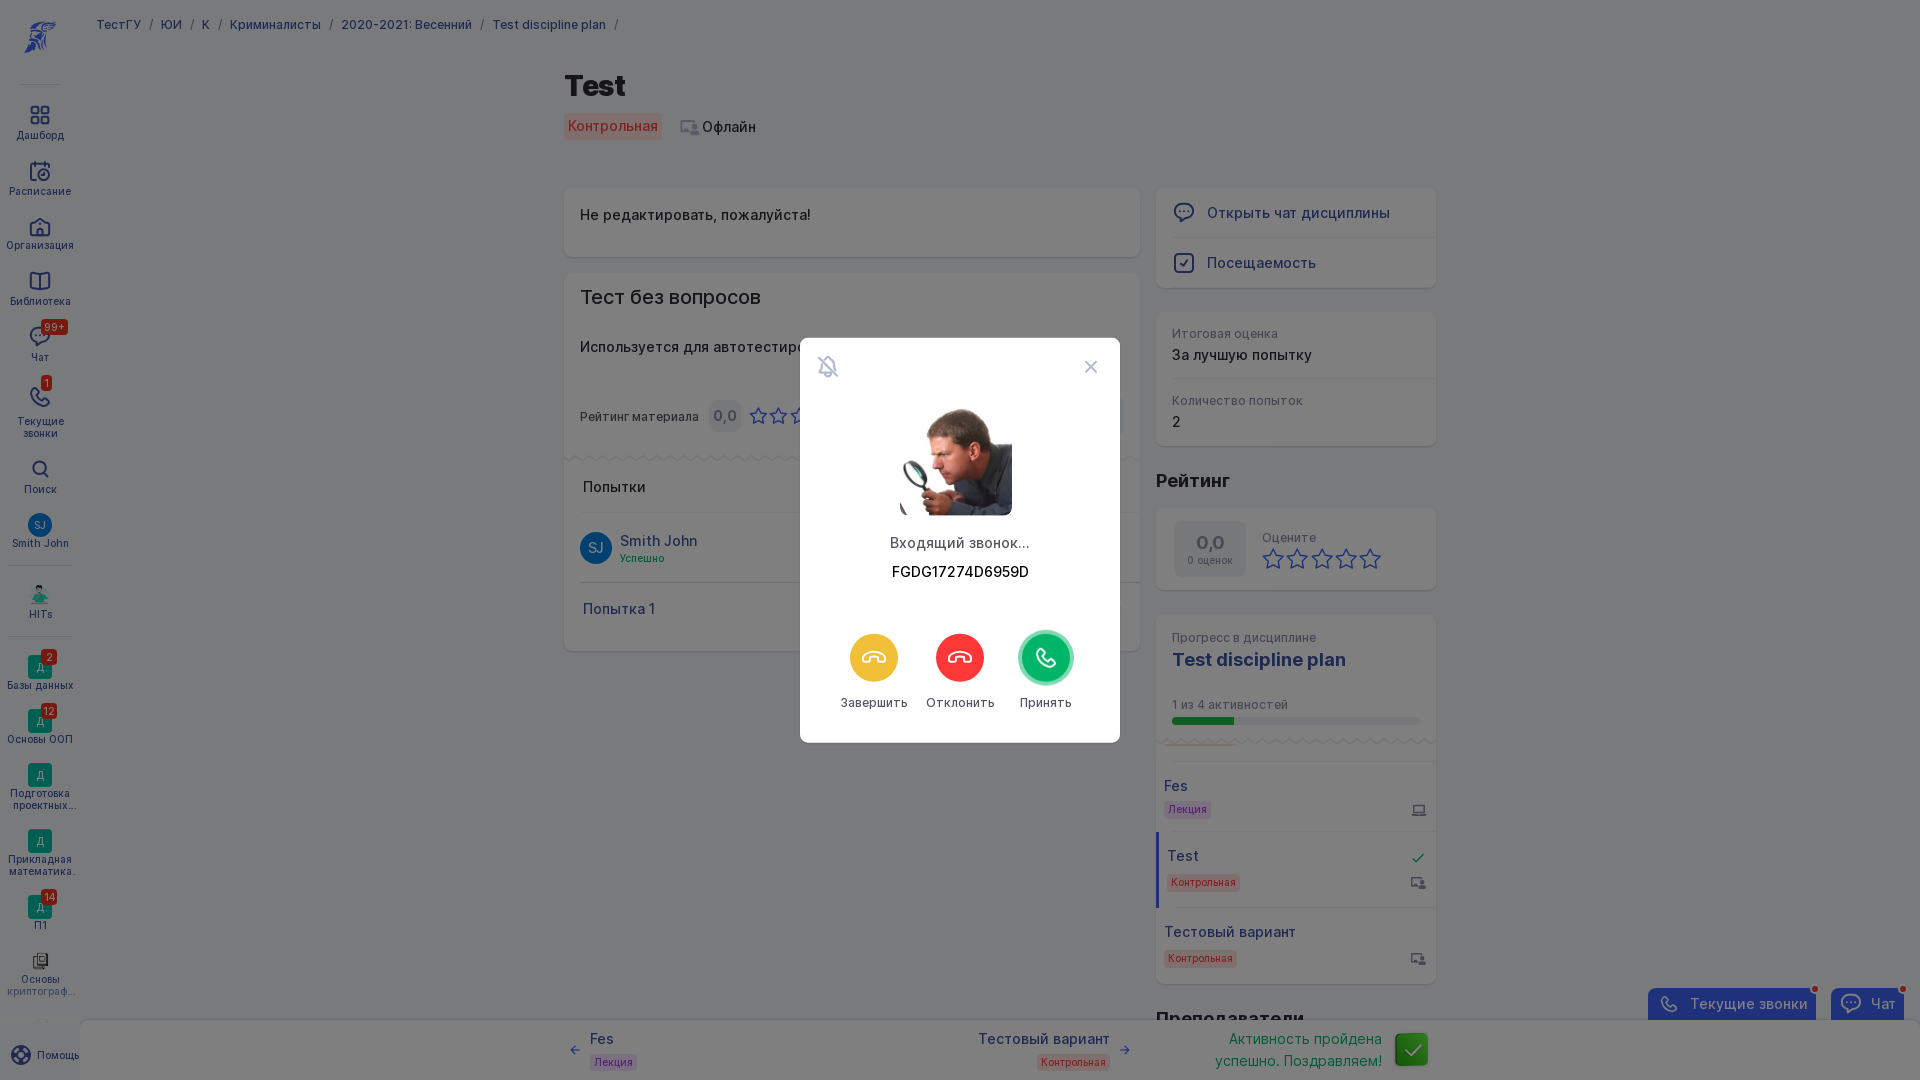 ТестГУ / ЮИ / К / Криминалисты / 2020-2021: Весенний / Test discipline plan /
Test
Контрольная
Офлайн
Дашборд
Расписание
Организация
Библиотека
99+
Чат
1
Текущие
звонки
Поиск
SJ
Smith John
HITs
2
Д
Базы данных
12
Д
Основы ООП
Д
Подготовка
проектных...
Д
Прикладная
математика.
14
Д
П1
Основы
криптограф...
Помощь
Не редактировать, пожалуйста!
Тест без вопросов
Рейтинг материала 0,0
Попытки
SJ
Smith John
Успешно
Попытка 1
Входящий звонок...
FGDG17274D6959D
Завершить
Отклонить
Принять
Открыть чат дисциплины
Посещаемость
Итоговая оценка
За лучшую попытку
Количество попыток
2
Рейтинг
0,0
0 оценок
Оцените
Прогресс в дисциплине
Test discipline plan
1 из 4 активностей
Fes
Лекция
Test
Контрольная
Тестовый вариант
Контрольная
Преподаватели
Текущие звонки
Чат
Fes
Лекция
Тестовый вариант
Контрольная
Активность пройдена
успешно. Поздравляем!